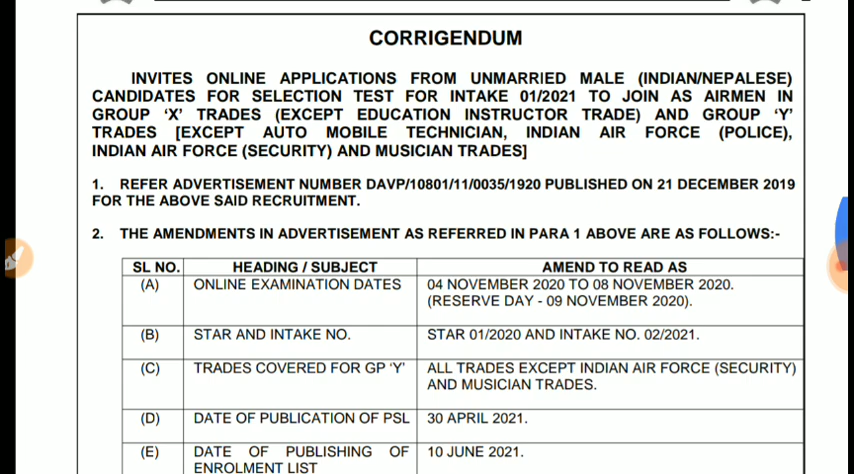 CORRIGENDUM
INVITES ONLINE APPLICATIONS FROM UNMARRIED MALE (INDIAN/NEPALESE)
CANDIDATES FOR SELECTION TEST FOR INTAKE 01/2021 TO JOIN AS AIRMEN IN
GROUP ‘X’ TRADES (EXCEPT EDUCATION INSTRUCTOR TRADE) AND GROUP ‘Y’
TRADES [EXCEPT AUTO MOBILE TECHNICIAN, INDIAN AIR FORCE (POLICE),
INDIAN AIR FORCE (SECURITY) AND MUSICIAN TRADES]
1. REFER ADVERTISEMENT NUMBER DAVP/10801/11/0035/1920 PUBLISHED ON 21 DECEMBER 2019
FOR THE ABOVE SAID RECRUITMENT.
2. THE AMENDMENTS IN ADVERTISEMENT AS REFERRED IN PARA 1 ABOVE ARE AS FOLLOWS:-
SL NO. HEADING / SUBJECT AMEND TO READ AS
(A) ONLINE EXAMINATION DATES 04 NOVEMBER 2020 TO 08 NOVEMBER 2020.
(RESERVE DAY - 09 NOVEMBER 2020).
(B) STAR AND INTAKE NO. STAR 01/2020 AND INTAKE NO. 02/2021.
(C) TRADES COVERED FOR GP ‘Y’ ALL TRADES EXCEPT INDIAN AIR FORCE (SECURITY)
AND MUSICIAN TRADES.
(D) DATE OF PUBLICATION OF PSL 30 APRIL 2021.
(E) DATE OF PUBLISHING OF 10 JUNE 2021.
ENROLMENT LIST